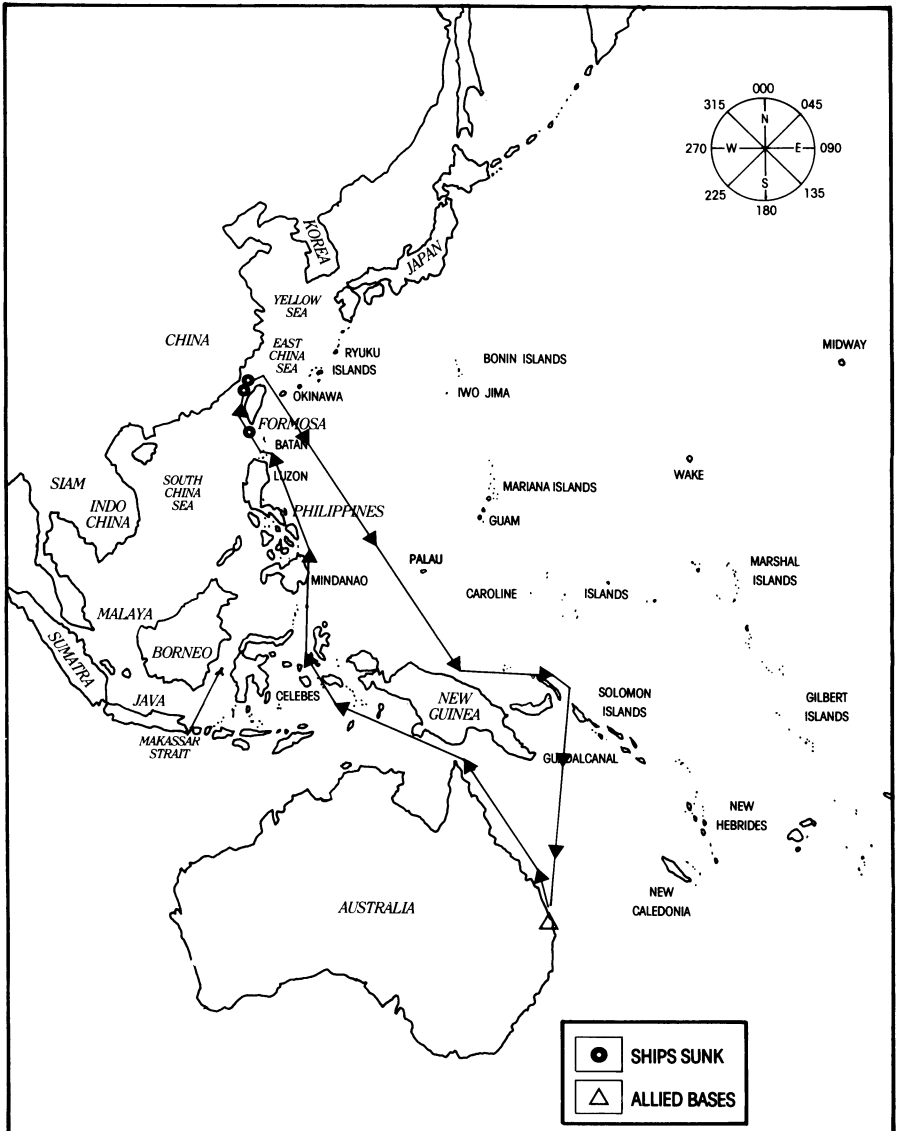 000
315
045
N
270
W
E
090
S
225
135
180
KOREA
JAPAN
YELLOW
SEA
CHINA
EAST
CHINA
SEA
RYUKU
ISLANDS
BONIN ISLANDS
MIDWAY
OKINAWA
IWO JIMA
FORMOSA
BATAN
LUZON
WAKE
SIAM
SOUTH
CHINA
SEA
MARIANA ISLANDS
INDO
CHINA
PHILIPPINES
GUAM
PALAU
MARSHAL
ISLANDS
MINDANAO
CAROLINE
ISLANDS
MALAYA
BORNEO
SUMATRA
CELEBES
NEW
GUINEA
SOLOMON
ISLANDS
JAVA
GILBERT
ISLANDS
MAKASSAR
STRAIT
GUADALCANAL
NEW
HEBRIDES
NEW
CALEDONIA
AUSTRALIA
SHIPS SUNK
ALLIED BASES